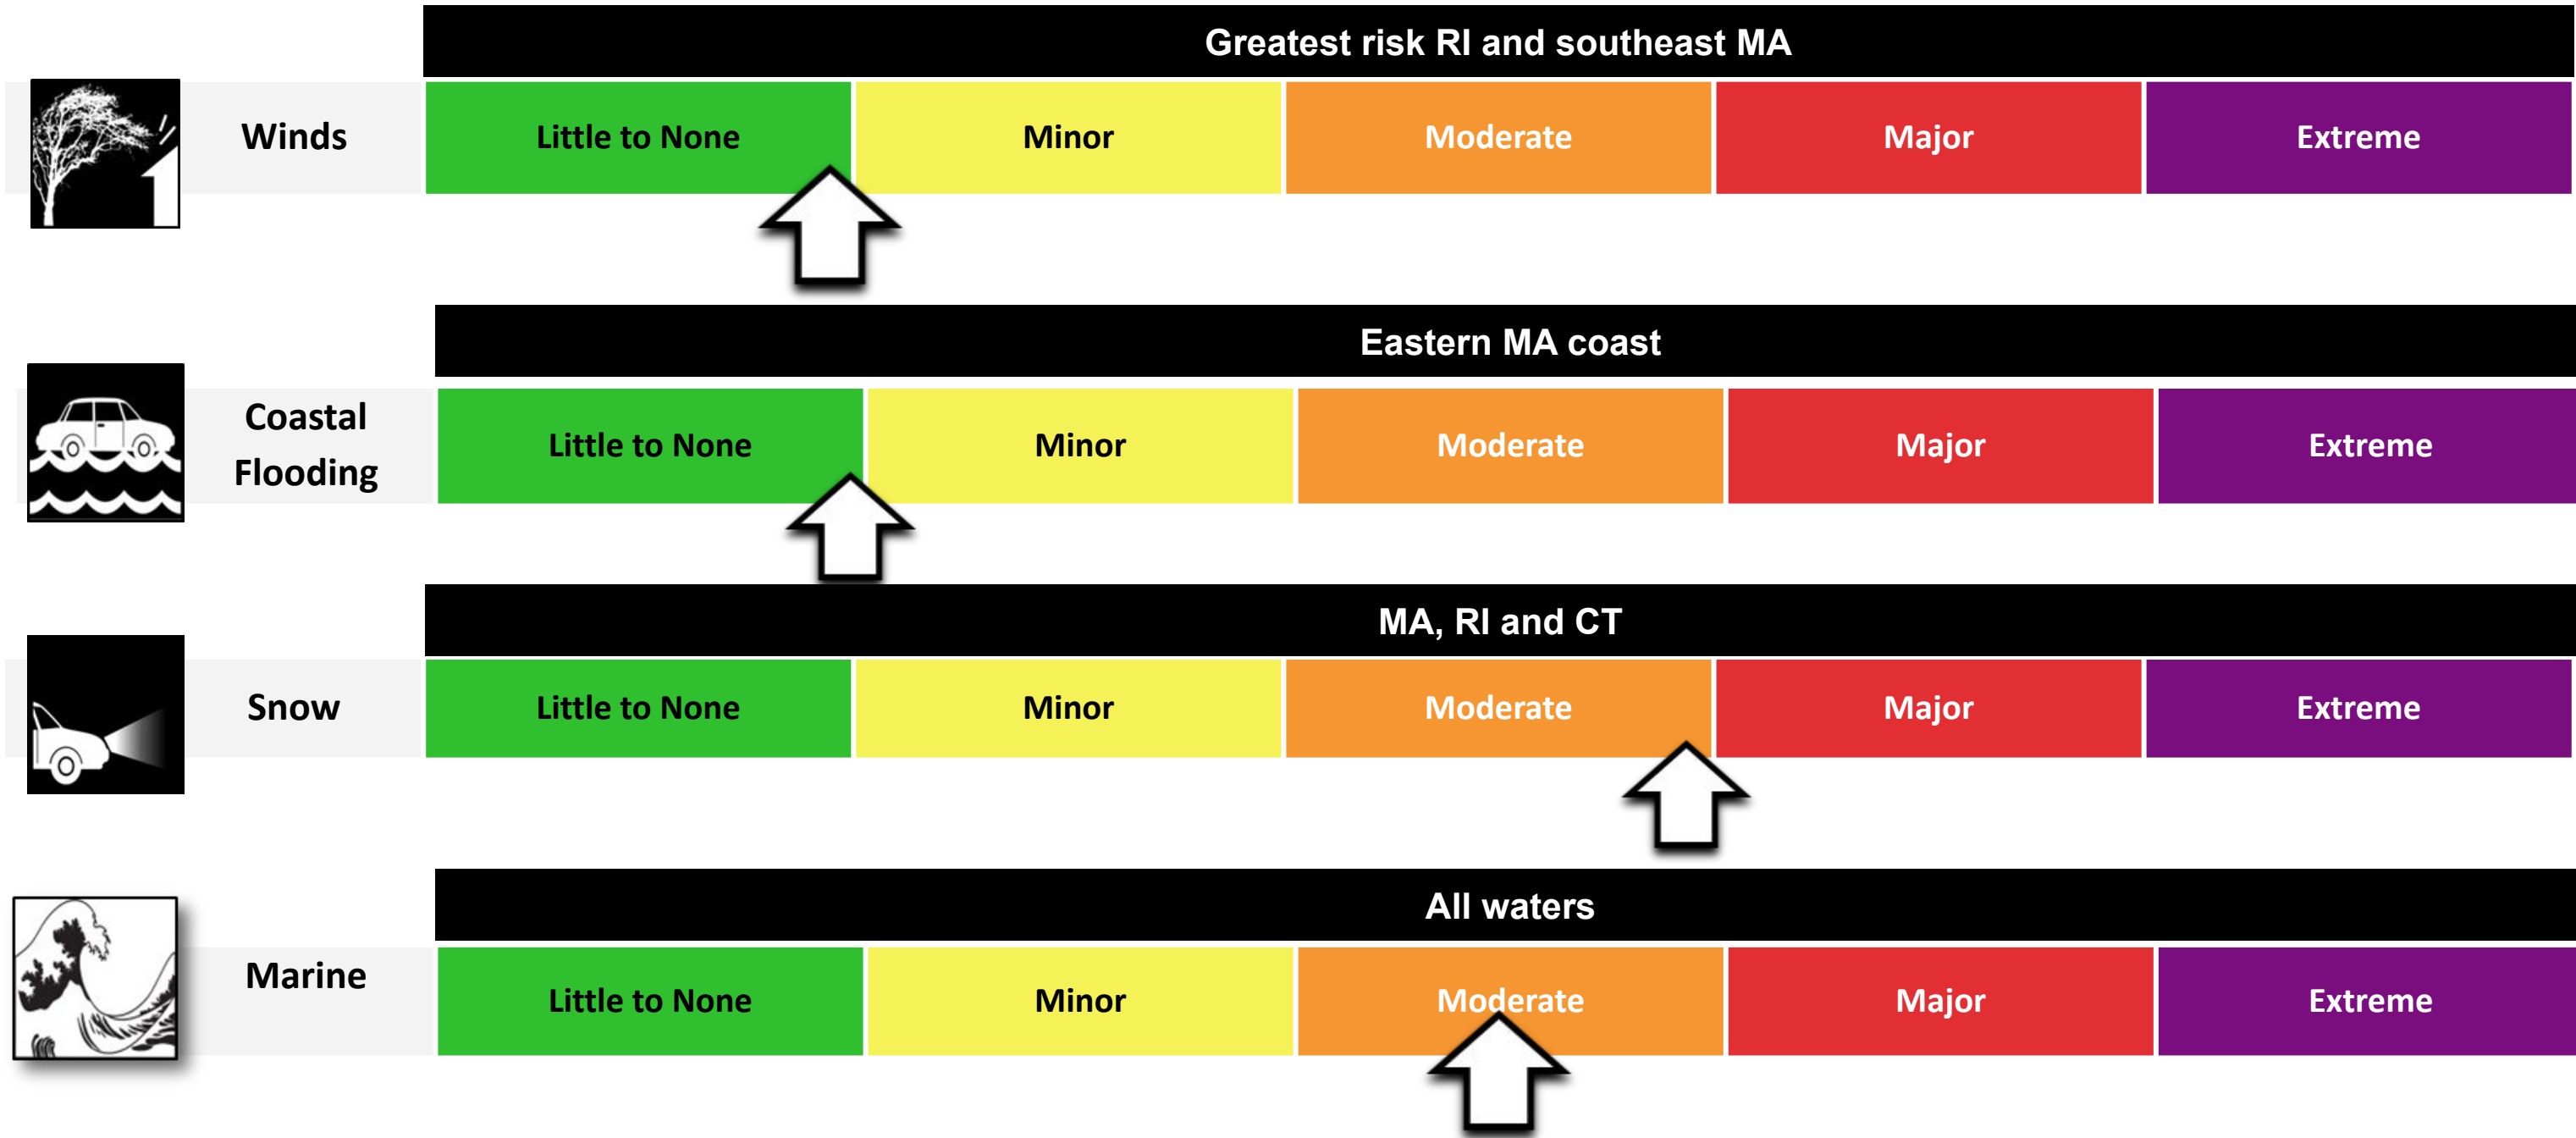 Greatest risk RI and southeast MA
Winds
Little to None
Minor
Moderate
Major
Extreme
Eastern MA coast
Coastal
Flooding
Little to None
Minor
Moderate
Major
Extreme
MA, RI and CT
Snow
Little to None
Minor
Moderate
Major
Extreme
All waters
Marine
Little to None
Minor
Moderate
Major
Extreme